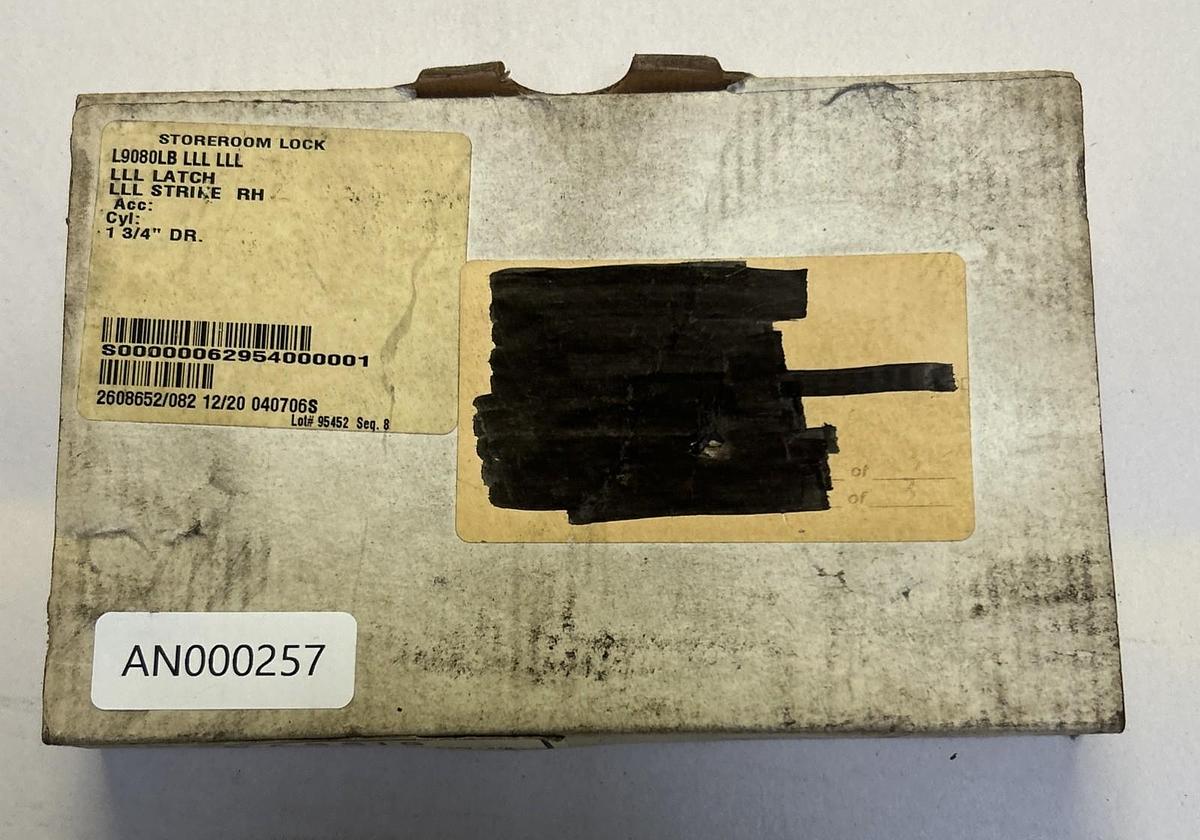 STOREROOM LOCK
L9080LB LLL LLL
LLL LATCH
LLL STRIKE RH
Acc:
Cyl:
1 3/4" DR.
S00000062954000001
2608652/082 12/20 040706S
Lot# 95452 Seq. 8
of
of
AN000257